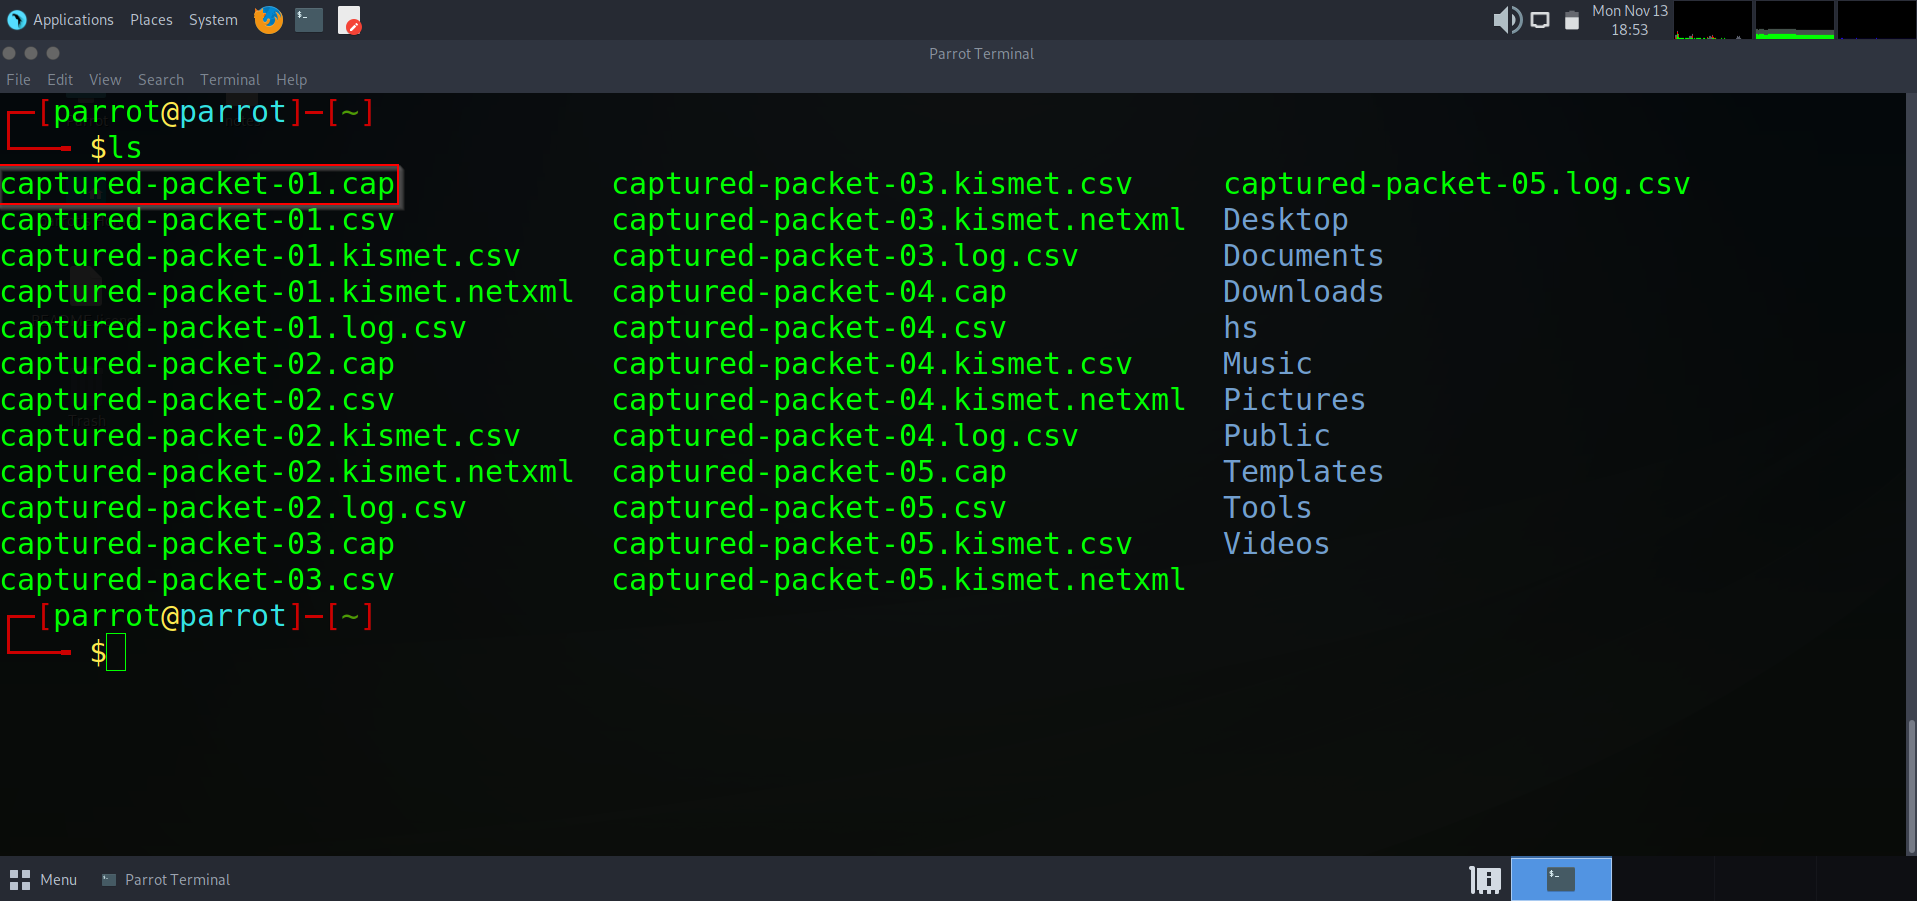 Applications Places System
Mon Nov 13
18:53
Parrot Terminal
File Edit View Search Terminal Help
[parrot@parrot]─[~]
$ls
captured-packet-01.cap captured-packet-03.kismet.csv captured-packet-05.log.csv
captured-packet-01.csv captured-packet-03.kismet.netxml Desktop
captured-packet-01.kismet.csv captured-packet-03.log.csv Documents
captured-packet-01.kismet.netxml captured-packet-04.cap Downloads
captured-packet-01.log.csv captured-packet-04.csv hs
captured-packet-02.cap captured-packet-04.kismet.csv Music
captured-packet-02.csv captured-packet-04.kismet.netxml Pictures
captured-packet-02.kismet.csv captured-packet-04.log.csv Public
captured-packet-02.kismet.netxml captured-packet-05.cap Templates
captured-packet-02.log.csv captured-packet-05.csv Tools
captured-packet-03.cap captured-packet-05.kismet.csv Videos
captured-packet-03.csv captured-packet-05.kismet.netxml
[parrot@parrot]─[~]
$
Menu Parrot Terminal